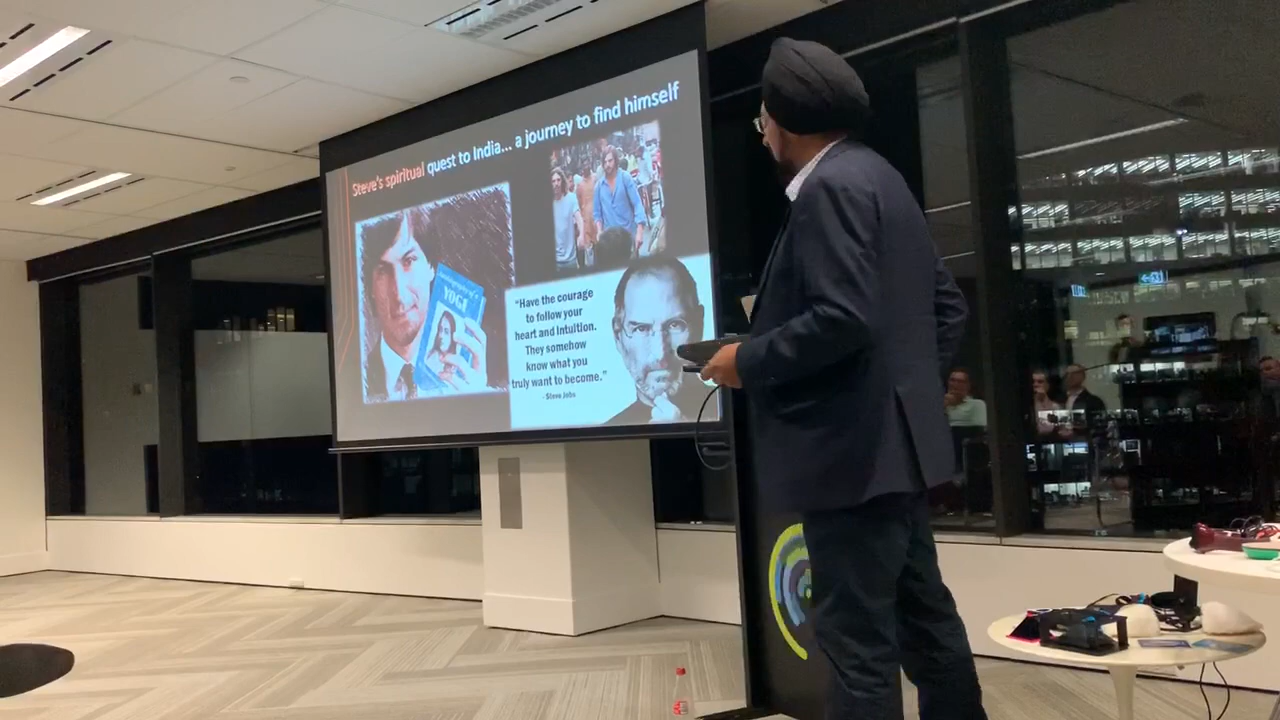 Steve's spiritual quest to India... a journey to find himself
YOGI
"Have the courage
to follow your
heart and intuition.
They somehow
know what you
truly want to become."
- Steve Jobs